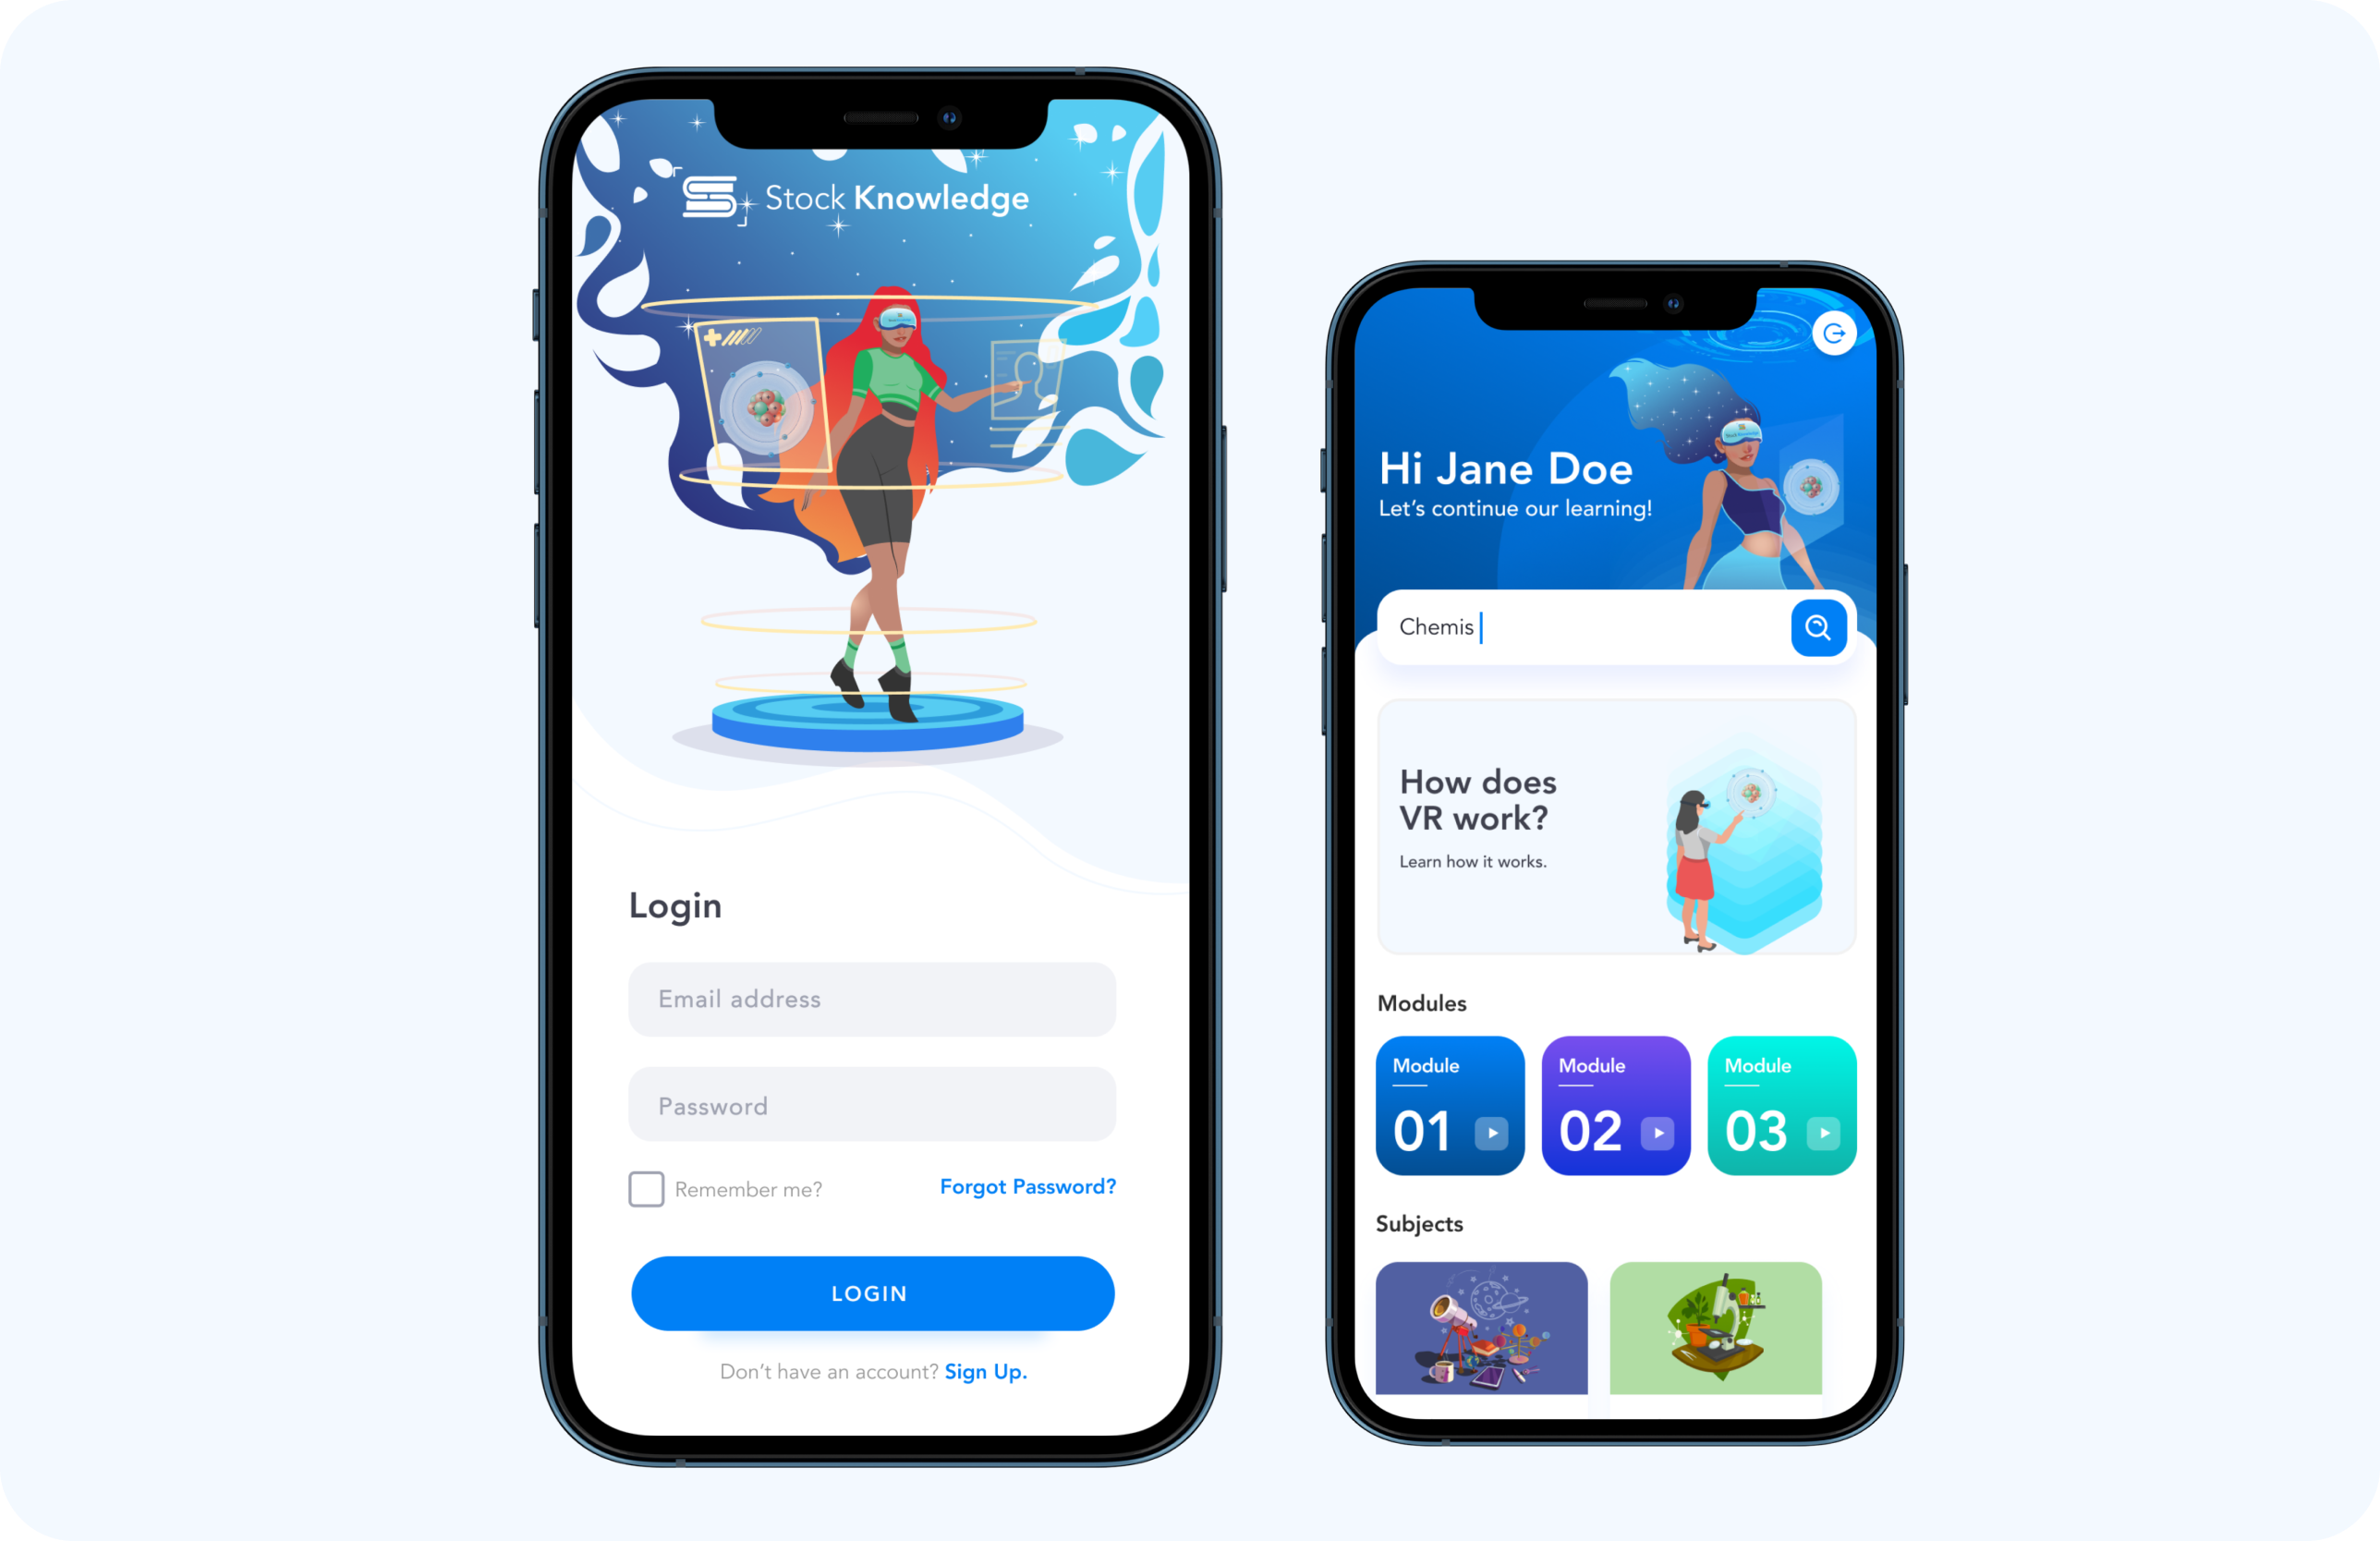 Stock Knowledge
Login
Email address
Password
Remember me?
Forgot Password?
LOGIN
Don't have an account? Sign Up.
Hi Jane Doe
Let's continue our learning!
Chemis
How does
VR work?
Learn how it works.
Modules
Module
01
Module
02
Module
03
Subjects